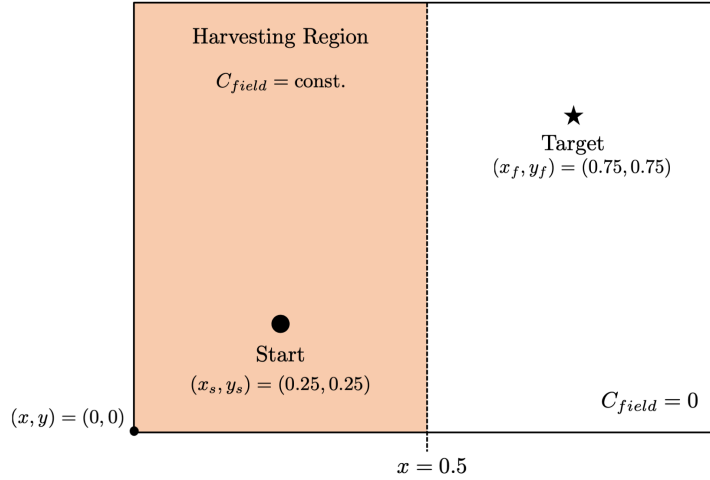 Harvesting Region
C_{field} = const.
Target
(x_f, y_f) = (0.75, 0.75)
Start
(x_s, y_s) = (0.25, 0.25)
C_{field} = 0
(x, y) = (0, 0)
x = 0.5